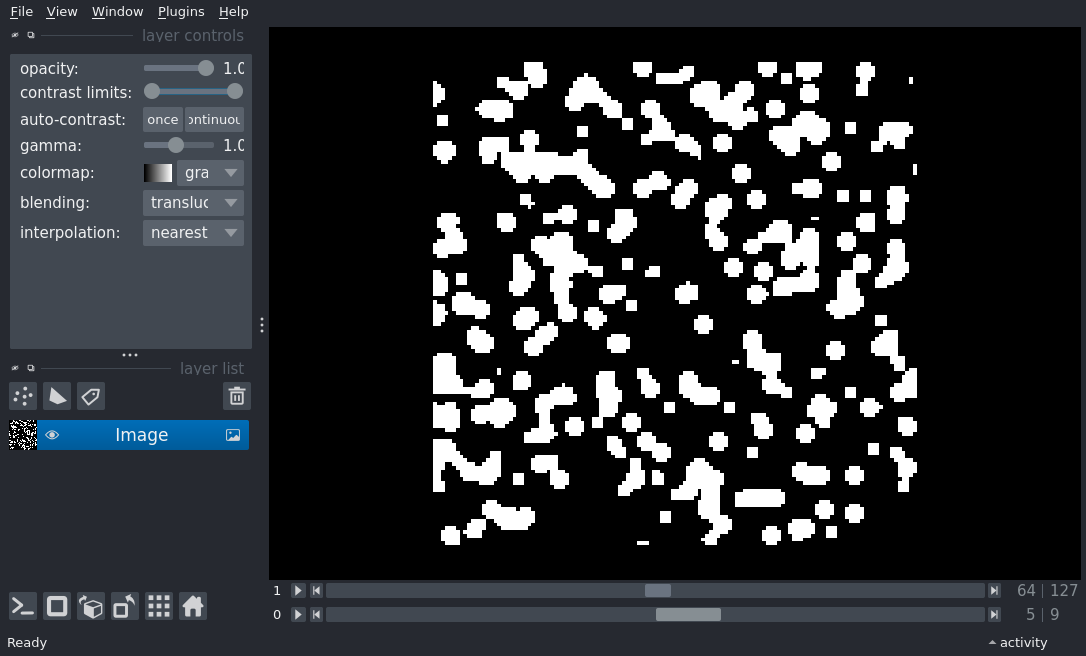 File View Window Plugins Help
layer controls
opacity: 1.0
contrast limits:
auto-contrast: once ontinuou
gamma: 1.0
colormap: gra
blending: transluc
interpolation: nearest
layer list
Image
1 64 | 127
0 5 | 9
Ready activity